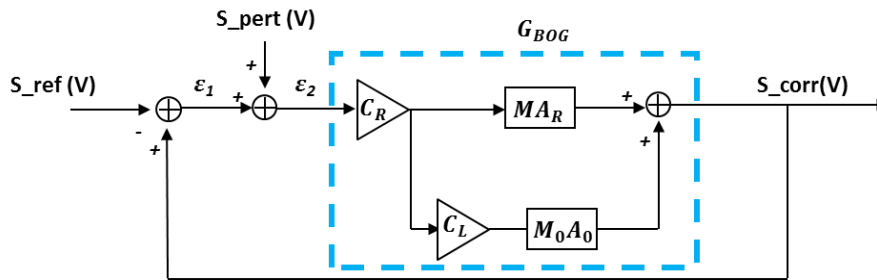 S_pert (V)
G_BOG
S_ref (V)
ε_1
ε_2
S_corr(V)
+
+
-
+
C_R
MA_R
+
+
C_L
M_0A_0